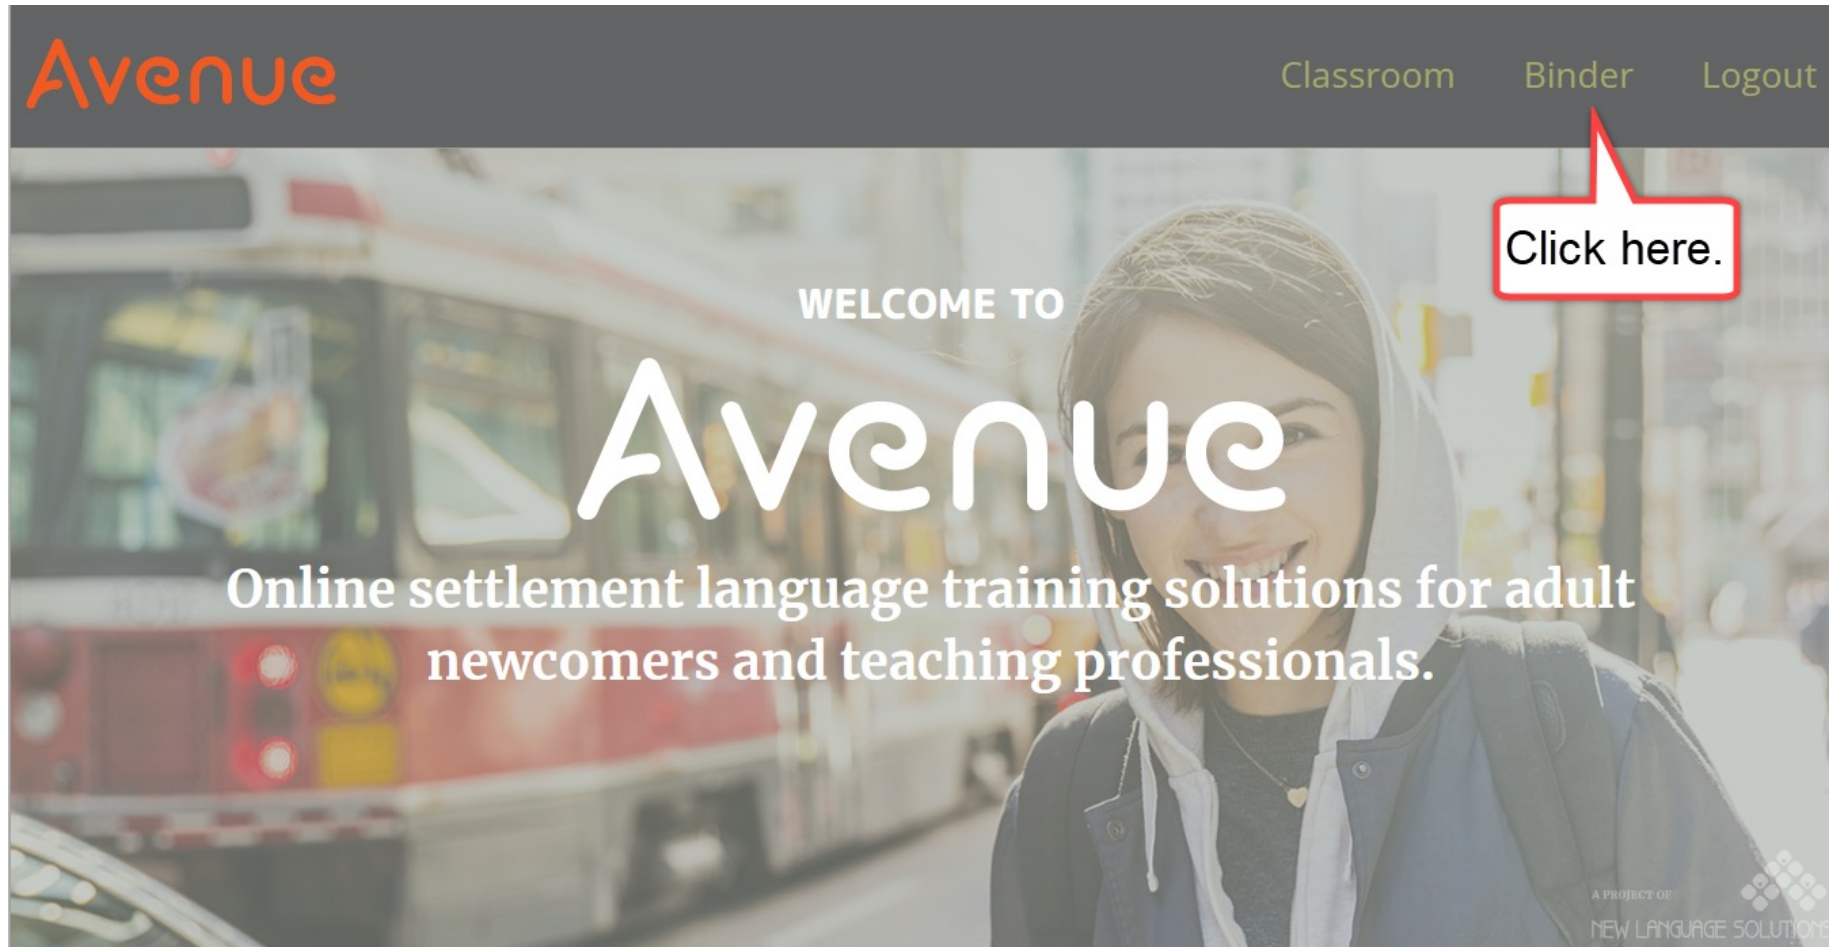 Avenue
Classroom Binder Logout
Click here.
WELCOME TO
Avenue
Online settlement language training solutions for adult
newcomers and teaching professionals.
A PROJECT OF
NEW LANGUAGE SOLUTIONS